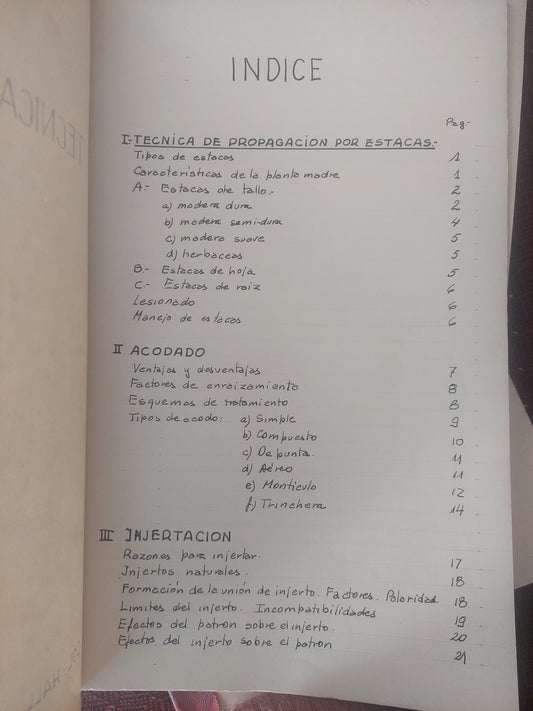 INDICE
Pag.-
I-TECNICA DE PROPAGACION POR ESTACAS.-
Tipos de estacas 1
Características de la planta madre 1
A.- Estacas de tallo.- 2
a) madera dura 2
b) madera semi-dura 4
c) madera suave 5
d) herbaceas 5
B.- Estacas de hoja 5
C.- Estacas de raiz 6
Lesionado 6
Manejo de estacas 6
II ACODADO
Ventajas y desventajas 7
Factores de enraizamiento 8
Esquemas de tratamiento 8
Tipos de acodo: a) Simple 9
b) Compuesto 10
c) De punta. 11
d) Aéreo 11
e) Montículo 12
f) Trinchera 14
III INJERTACION
Razones para injertar. 17
Injertos naturales. 18
Formación de la unión de injerto. Factores. Polaridad. 18
Limites del injerto. Incompatibilidades 19
Efectos del patron sobre el injerto. 20
Efectos del injerto sobre el patron 21
TECNICA
HALL